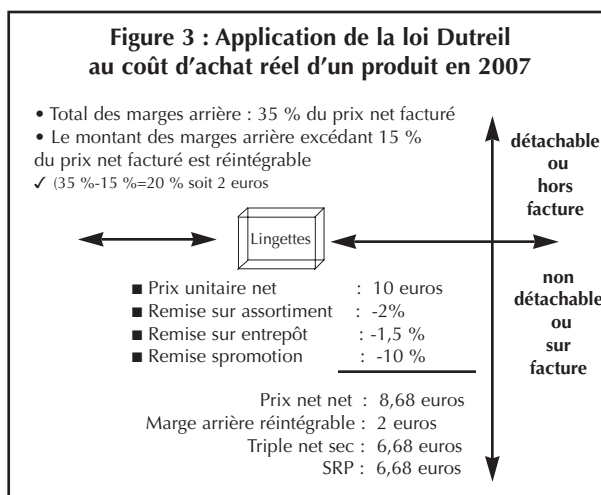 Figure 3 : Application de la loi Dutreil
au coût d'achat réel d'un produit en 2007
• Total des marges arrière : 35 % du prix net facturé
• Le montant des marges arrière excédant 15 %
du prix net facturé est réintégrable
✓ (35 %-15 %=20 % soit 2 euros
détachable
ou
hors
facture
Lingettes
■ Prix unitaire net : 10 euros
■ Remise sur assortiment : -2%
■ Remise sur entrepôt : -1,5 %
■ Remise spromotion : -10 %
non
détachable
ou
sur
facture
Prix net net : 8,68 euros
Marge arrière réintégrable : 2 euros
Triple net sec : 6,68 euros
SRP : 6,68 euros